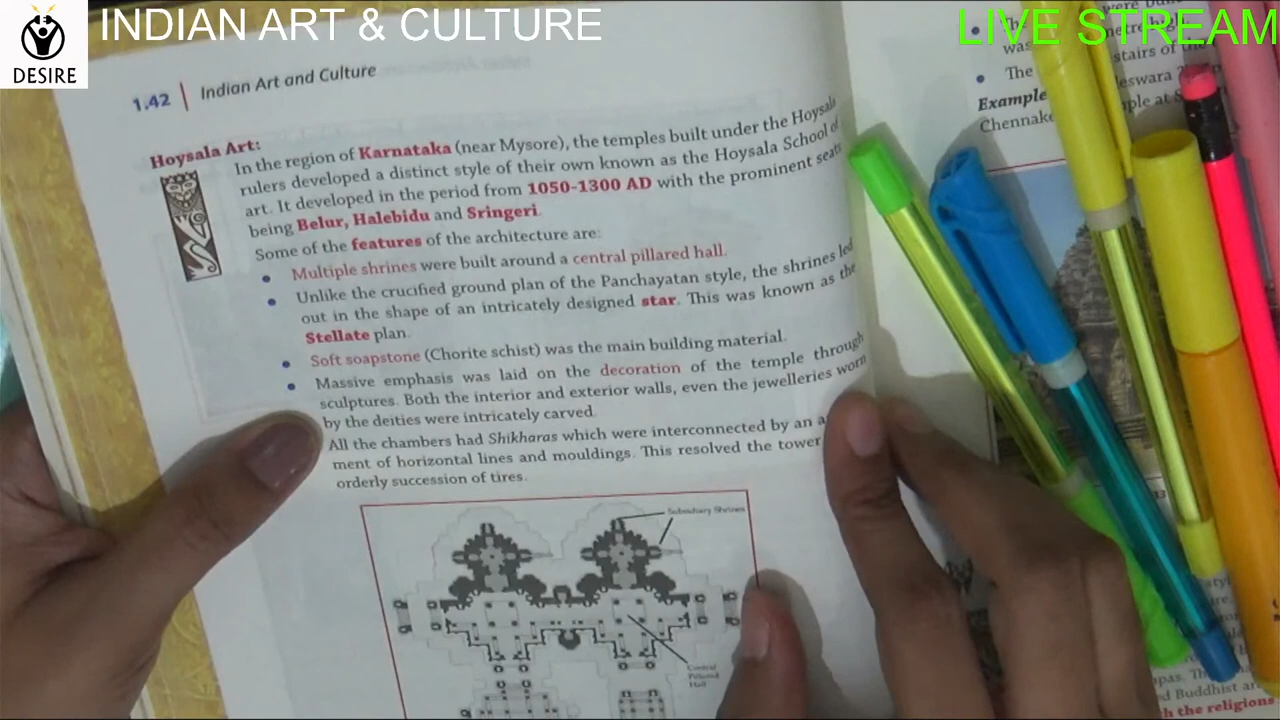 INDIAN ART & CULTURE
LIVE STREAM
DESIRE
1.42 | Indian Art and Culture
Hoysala Art:
In the region of Karnataka (near Mysore), the temples built under the Hoysala
rulers developed a distinct style of their own known as the Hoysala School of
art. It developed in the period from 1050-1300 AD with the prominent seats
being Belur, Halebidu and Sringeri.
Some of the features of the architecture are:
• Multiple shrines were built around a central pillared hall.
• Unlike the crucified ground plan of the Panchayatan style, the shrines led
out in the shape of an intricately designed star. This was known as the
Stellate plan.
• Soft soapstone (Chorite schist) was the main building material.
• Massive emphasis was laid on the decoration of the temple through
sculptures. Both the interior and exterior walls, even the jewelleries worn
by the deities were intricately carved.
All the chambers had Shikharas which were interconnected by an a
ment of horizontal lines and mouldings. This resolved the tower
orderly succession of tires.
Subsidiary Shrines
Central
Pillared
Hall
were
was
stairs of
• The
eswara
Example
ple at
Chennake
d Buddhist
h the religions